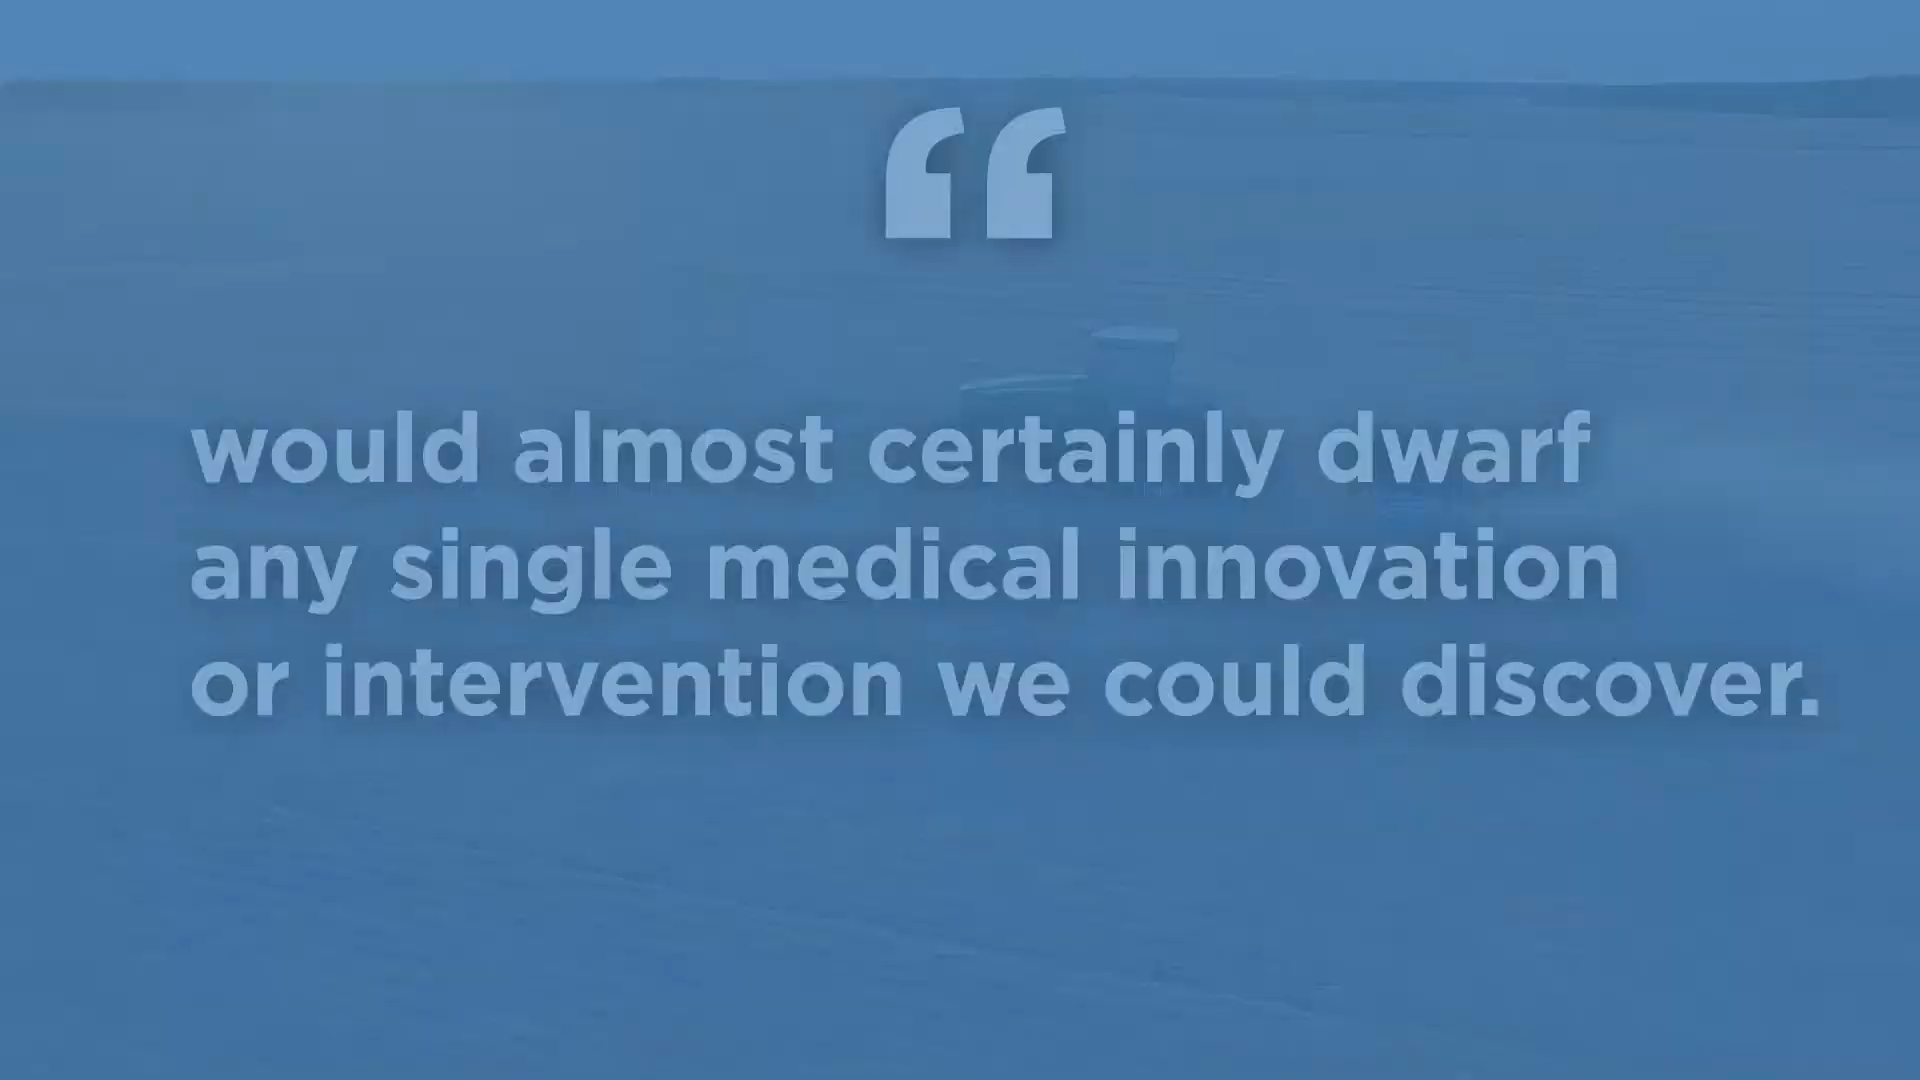 “
would almost certainly dwarf
any single medical innovation
or intervention we could discover.